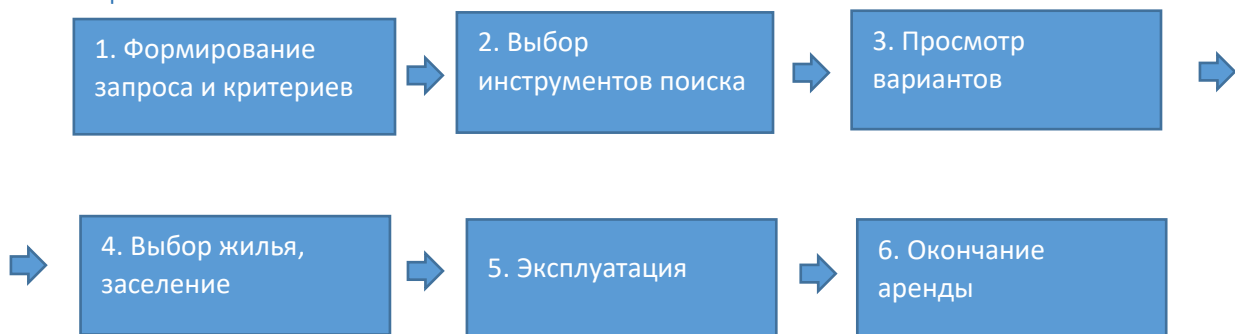 1. Формирование
запроса и критериев
2. Выбор
инструментов поиска
3. Просмотр
вариантов
4. Выбор жилья,
заселение
5. Эксплуатация
6. Окончание
аренды